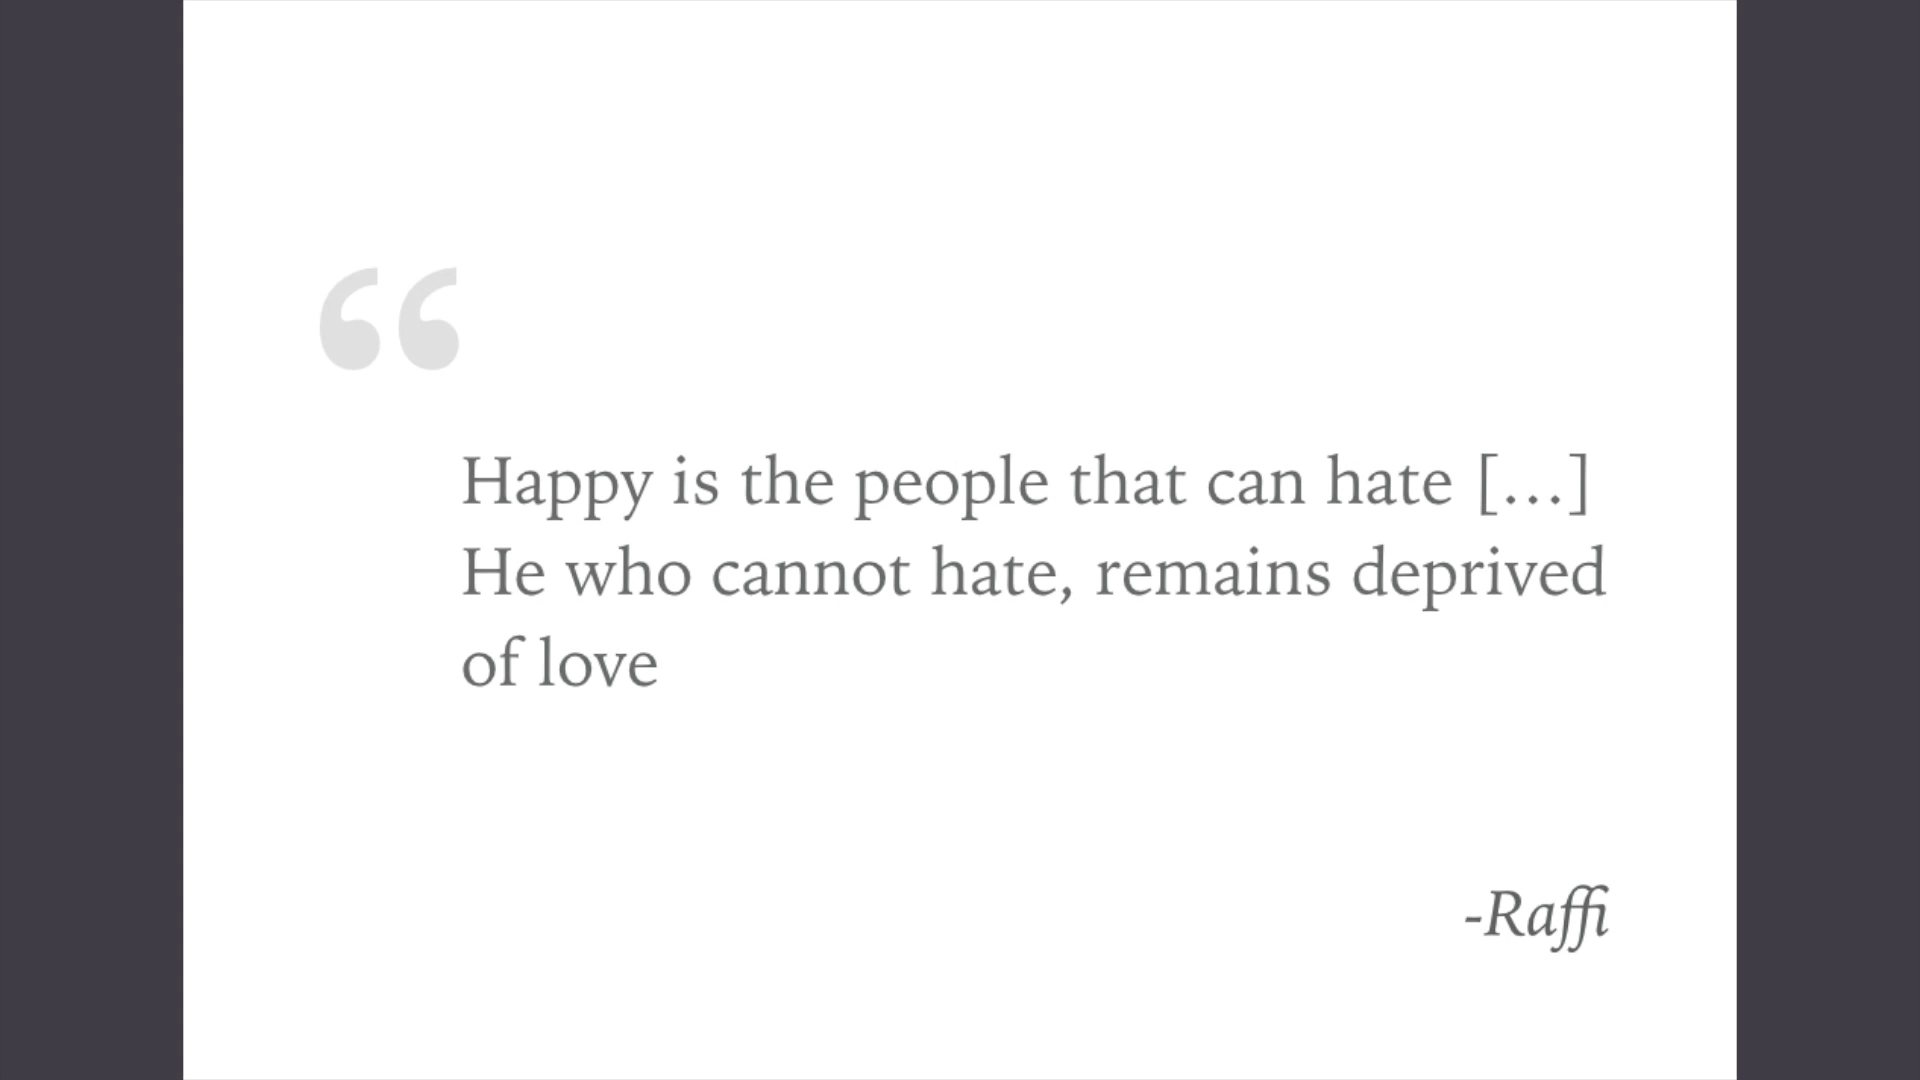 “
Happy is the people that can hate […]
He who cannot hate, remains deprived
of love
-Raffi